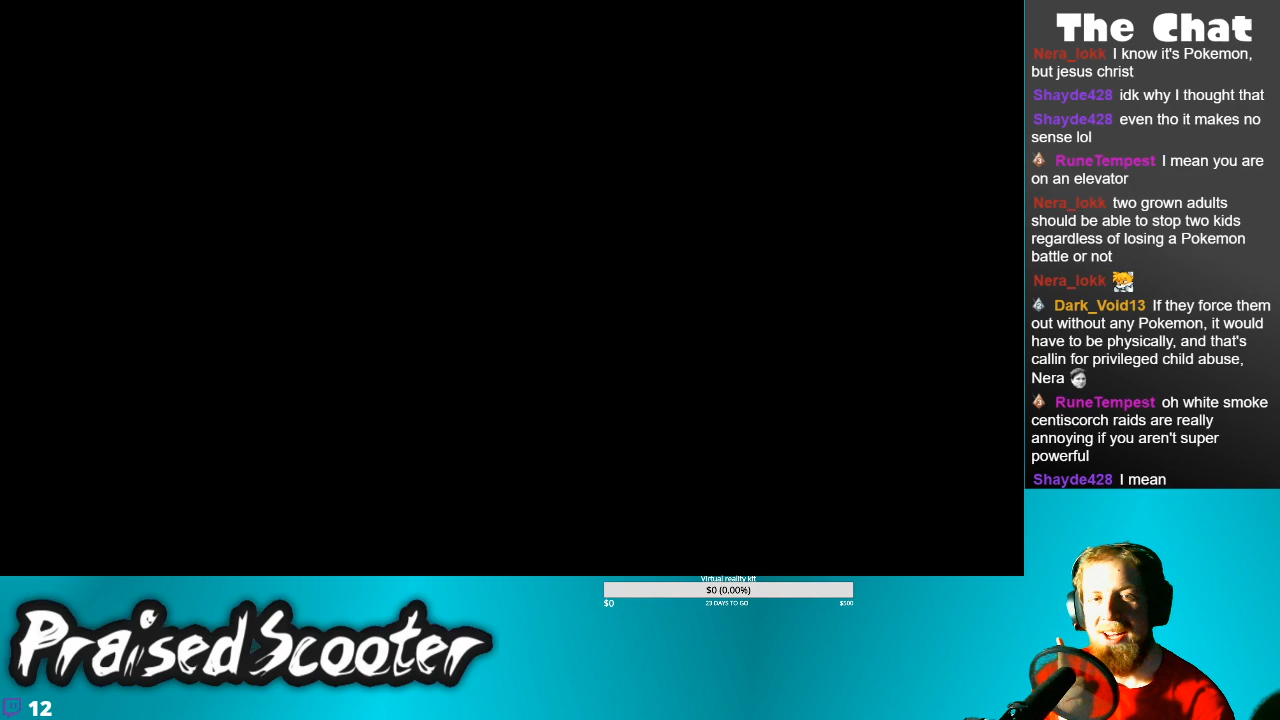 The Chat
Nera_lokk I know it's Pokemon,
but jesus christ
Shayde428 idk why I thought that
Shayde428 even tho it makes no
sense lol
RuneTempest I mean you are
on an elevator
Nera_lokk two grown adults
should be able to stop two kids
regardless of losing a Pokemon
battle or not
Nera_lokk
Dark_Void13 If they force them
out without any Pokemon, it would
have to be physically, and that's
callin for privileged child abuse,
Nera
RuneTempest oh white smoke
centiscorch raids are really
annoying if you aren't super
powerful
Shayde428 I mean
Virtual reality kit
$0 (0.00%)
$0 23 DAYS TO GO $500
Praised Scooter
12